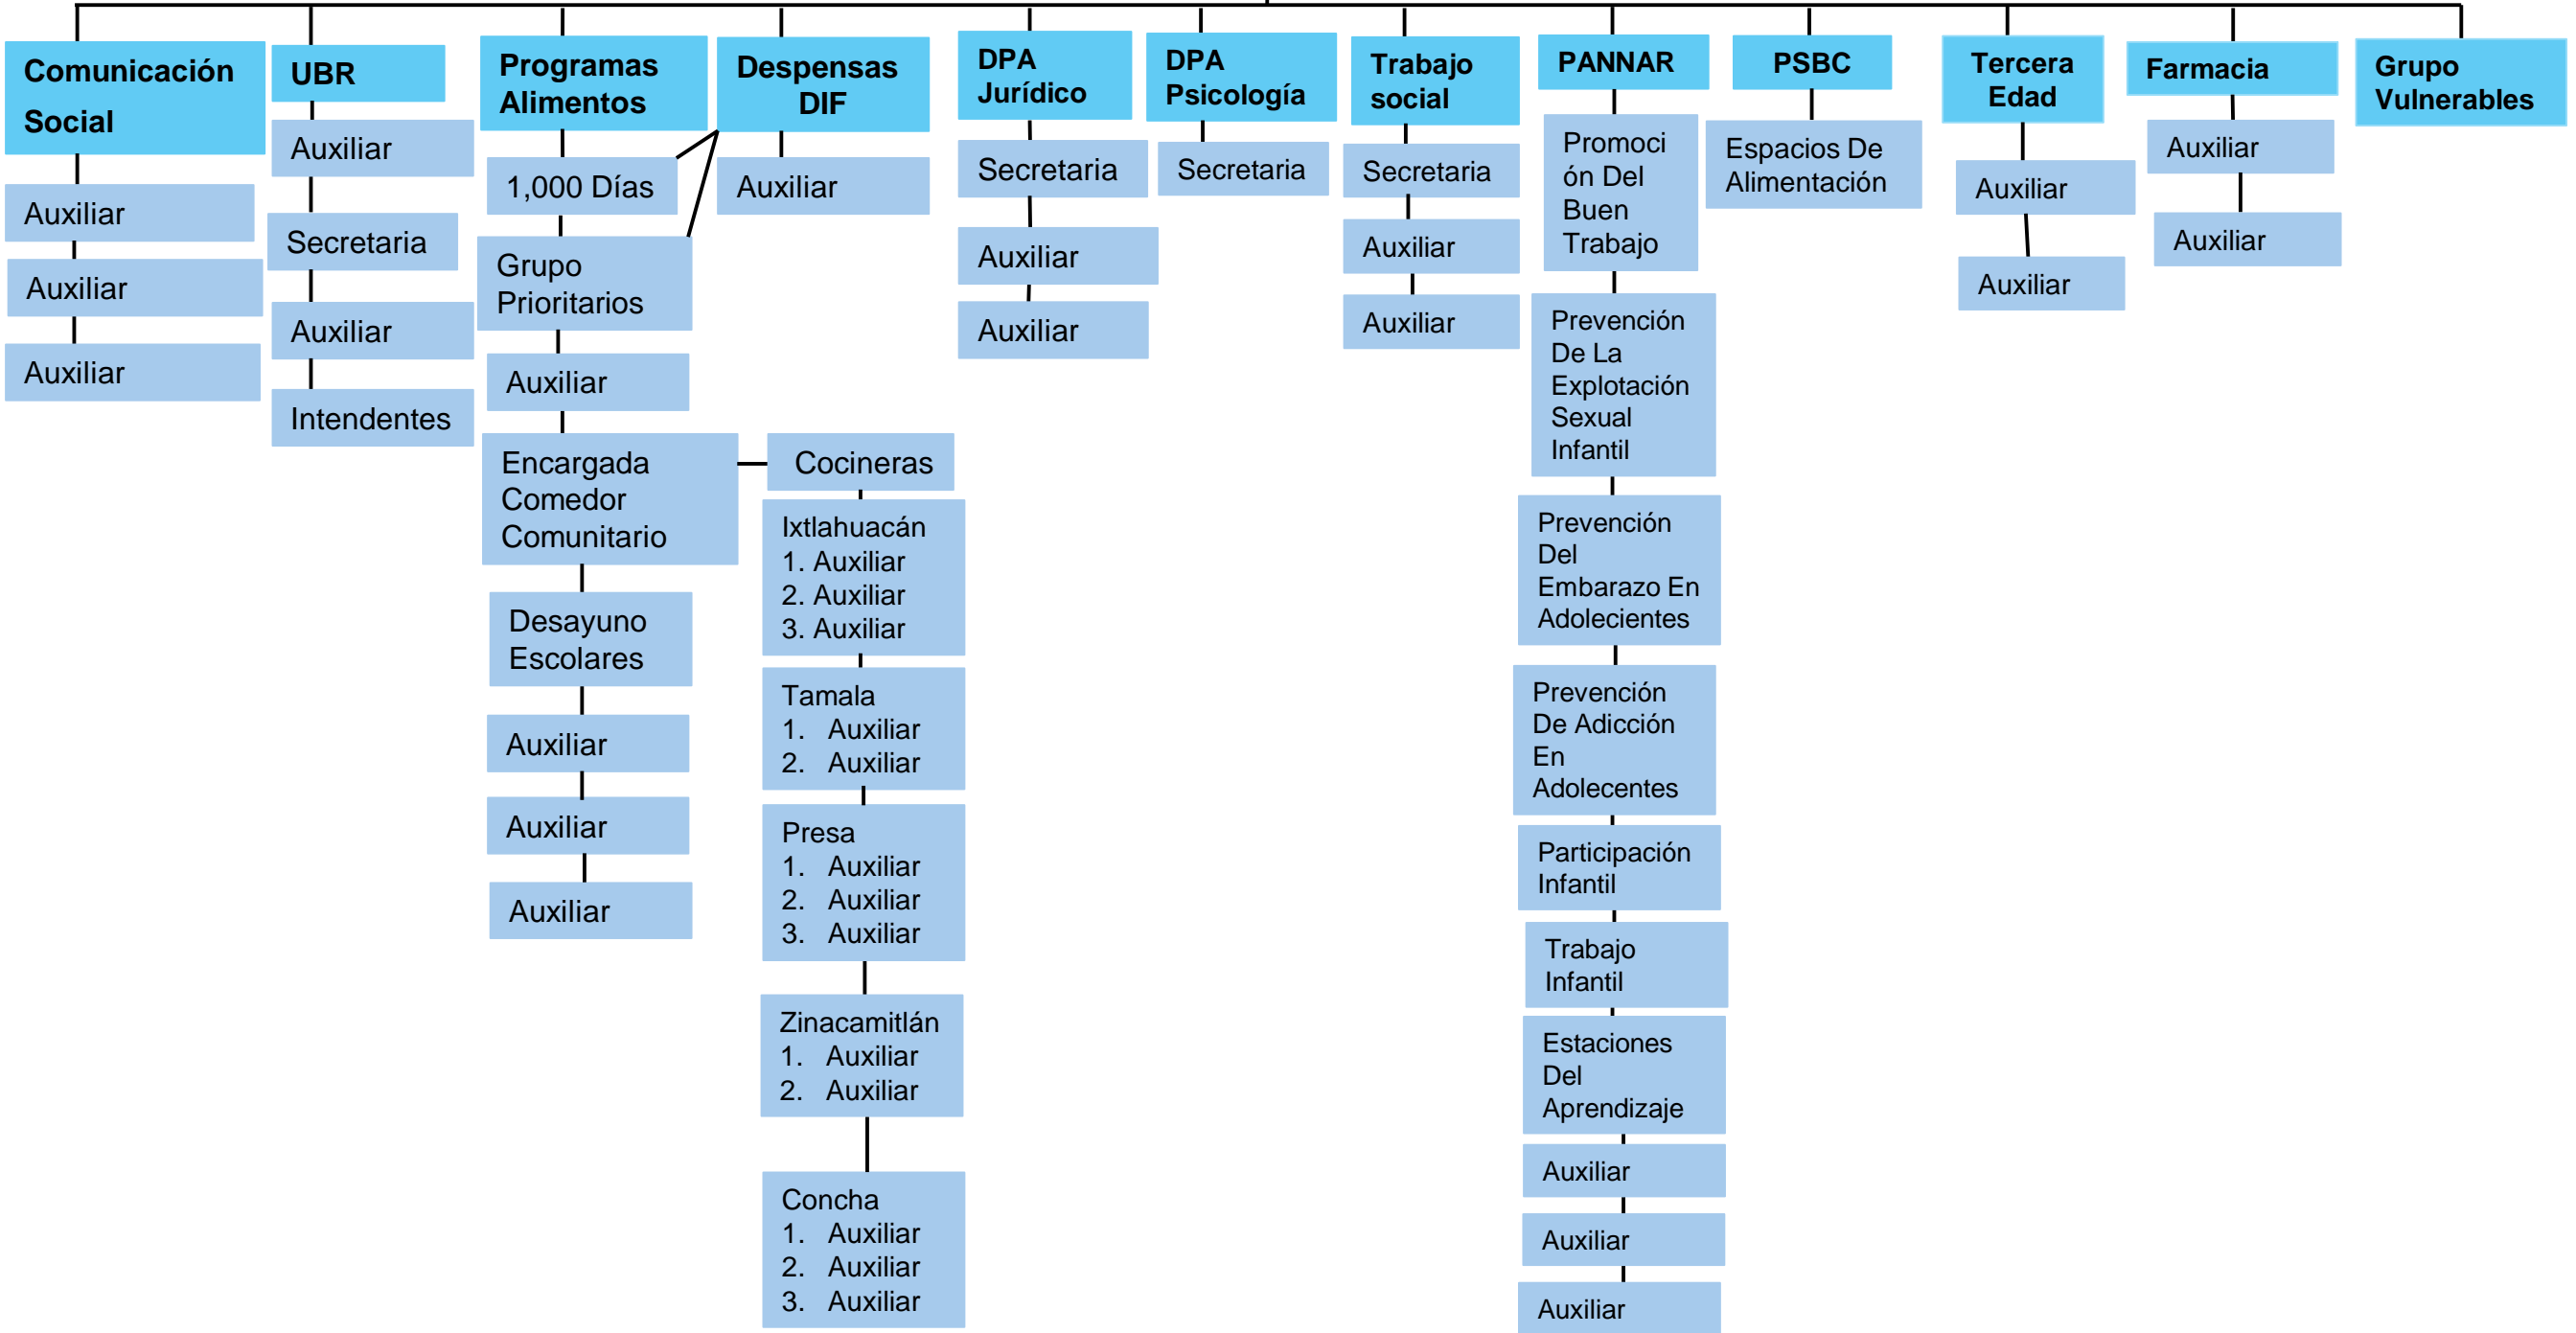 Comunicación
Social
Auxiliar
Auxiliar
Auxiliar
UBR
Auxiliar
Secretaria
Auxiliar
Intendentes
Programas
Alimentos
1,000 Días
Grupo
Prioritarios
Auxiliar
Encargada
Comedor
Comunitario
Desayuno
Escolares
Auxiliar
Auxiliar
Auxiliar
Despensas
DIF
Auxiliar
Cocineras
Ixtlahuacán
1. Auxiliar
2. Auxiliar
3. Auxiliar
Tamala
1. Auxiliar
2. Auxiliar
Presa
1. Auxiliar
2. Auxiliar
3. Auxiliar
Zinacamitlán
1. Auxiliar
2. Auxiliar
Concha
1. Auxiliar
2. Auxiliar
3. Auxiliar
DPA
Jurídico
Secretaria
Auxiliar
Auxiliar
DPA
Psicología
Secretaria
Trabajo
social
Secretaria
Auxiliar
Auxiliar
PANNAR
Promoci
ón Del
Buen
Trabajo
Prevención
De La
Explotación
Sexual
Infantil
Prevención
Del
Embarazo En
Adolecientes
Prevención
De Adicción
En
Adolecentes
Participación
Infantil
Trabajo
Infantil
Estaciones
Del
Aprendizaje
Auxiliar
Auxiliar
Auxiliar
PSBC
Espacios De
Alimentación
Tercera
Edad
Auxiliar
Auxiliar
Farmacia
Auxiliar
Auxiliar
Grupo
Vulnerables